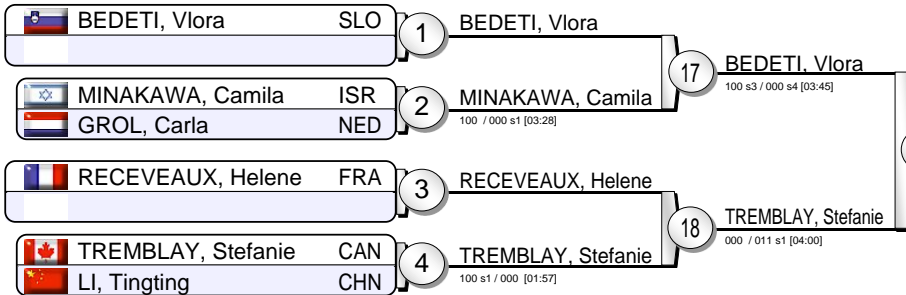 BEDETI, Vlora SLO
1
BEDETI, Vlora
MINAKAWA, Camila ISR
GROL, Carla NED
2
MINAKAWA, Camila
100 / 000 s1 [03:28]
17
BEDETI, Vlora
100 s3 / 000 s4 [03:45]
RECEVEAUX, Helene FRA
3
RECEVEAUX, Helene
TREMBLAY, Stefanie CAN
LI, Tingting CHN
4
TREMBLAY, Stefanie
100 s1 / 000 [01:57]
18
TREMBLAY, Stefanie
000 / 011 s1 [04:00]